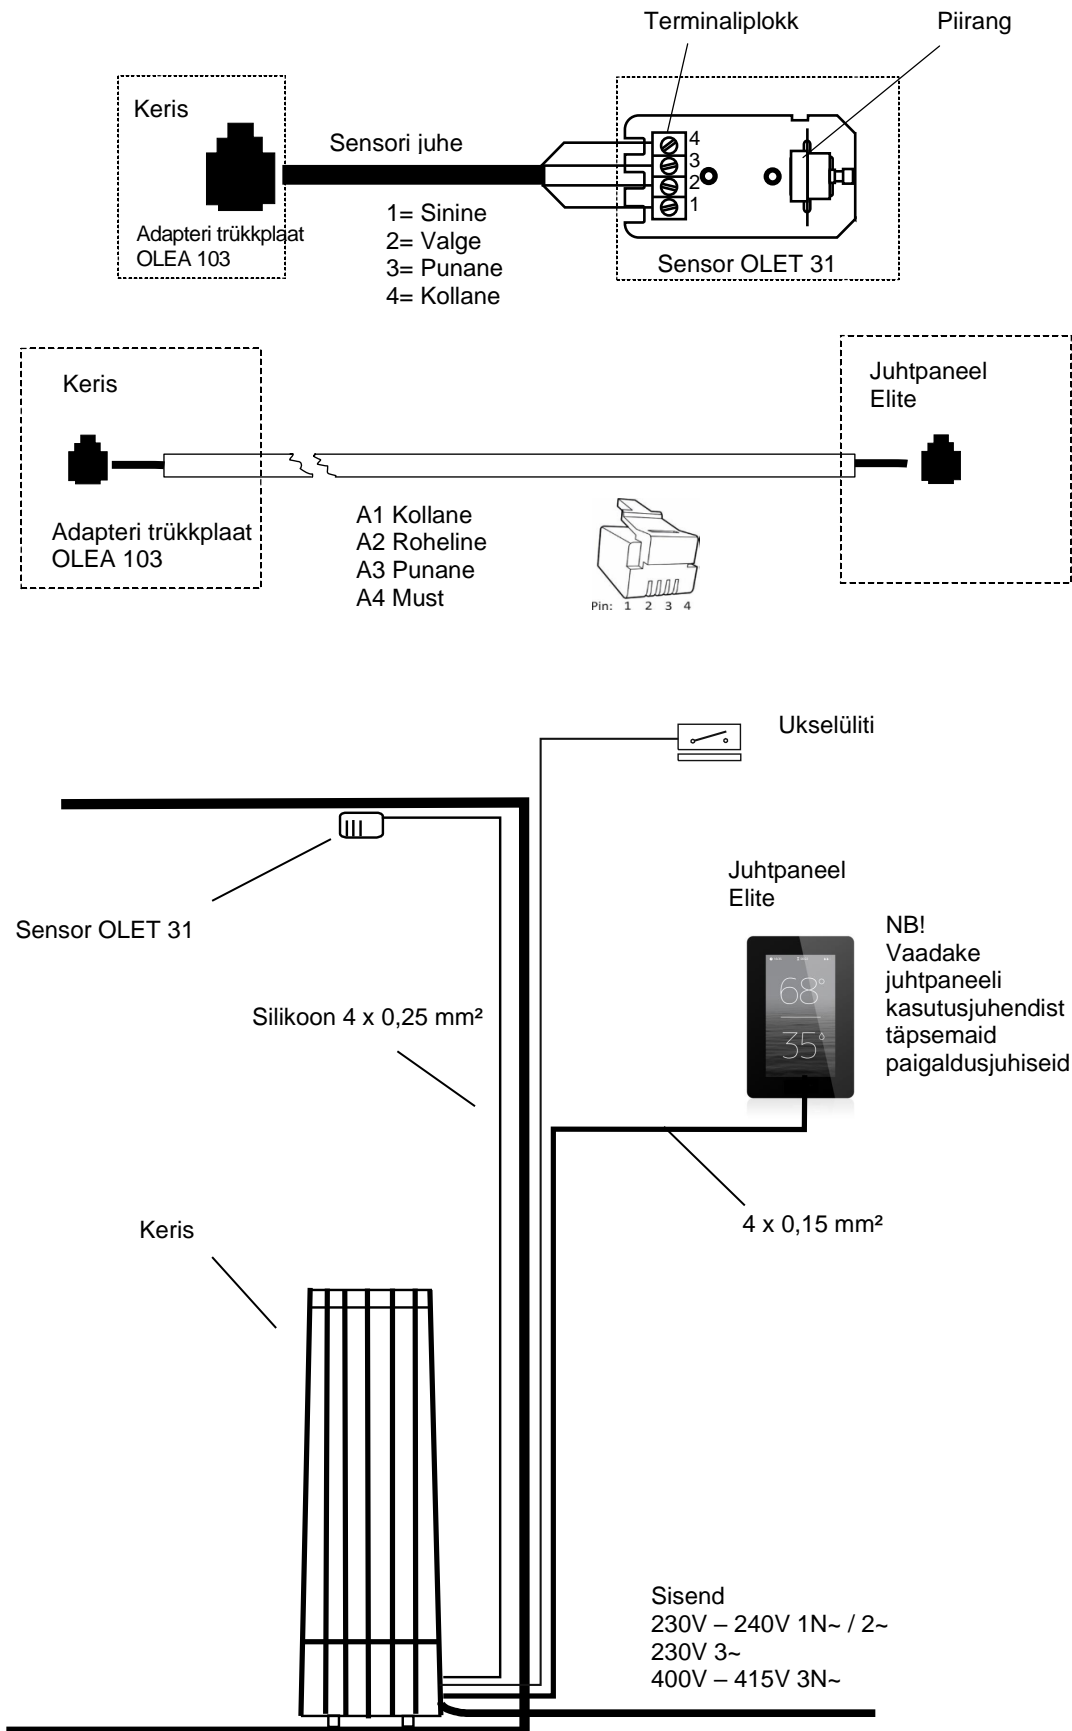 Terminaliplokk
Piirang
Keris
Sensori juhe
4
3
2
1
Adapteri trükkplaat
OLEA 103
1= Sinine
2= Valge
3= Punane
4= Kollane
Sensor OLET 31
Keris
Juhtpaneel
Elite
Adapteri trükkplaat
OLEA 103
A1 Kollane
A2 Roheline
A3 Punane
A4 Must
Pin: 1 2 3 4
Ukselüliti
Sensor OLET 31
Juhtpaneel
Elite
NB!
Vaadake
juhtpaneeli
kasutusjuhendist
täpsemaid
paigaldusjuhiseid
68°
35°
Silikoon 4 x 0,25 mm²
4 x 0,15 mm²
Keris
Sisend
230V – 240V 1N~ / 2~
230V 3~
400V – 415V 3N~